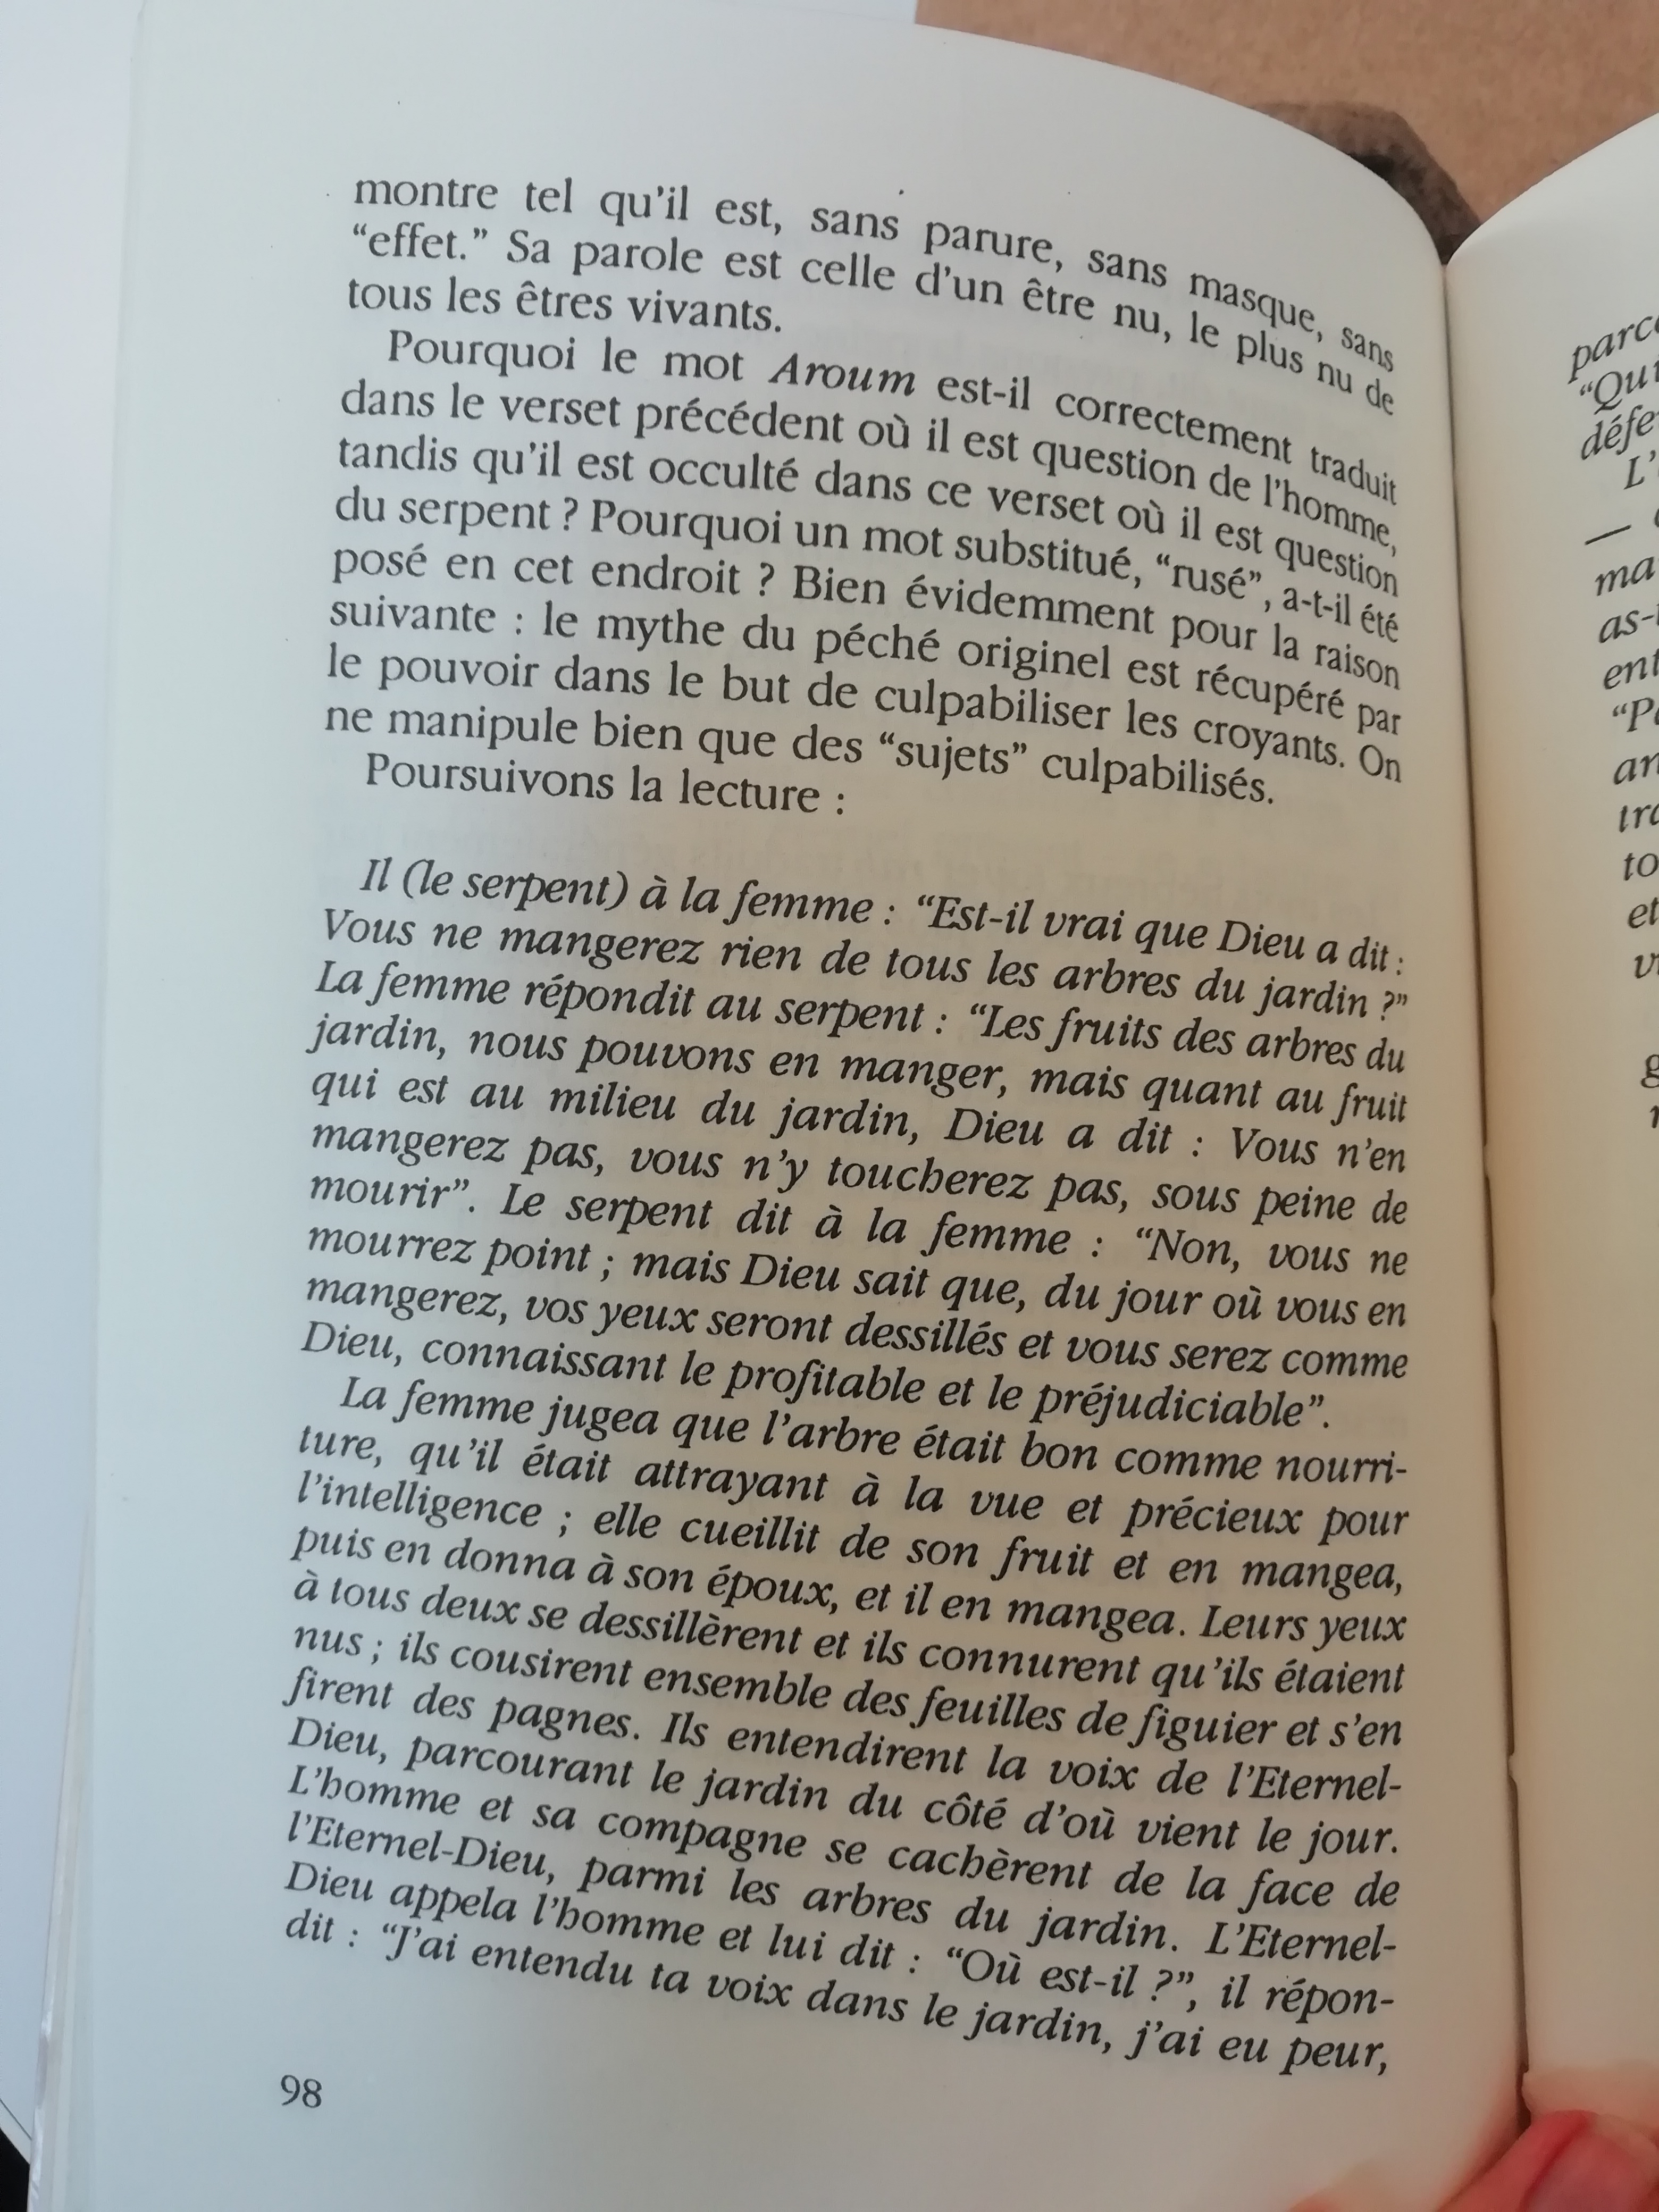 montre tel qu'il est, sans parure, sans masque, sans
“effet.” Sa parole est celle d'un être nu, le plus nu de
tous les êtres vivants.
Pourquoi le mot Aroum est-il correctement traduit
dans le verset précédent où il est question de l'homme,
tandis qu'il est occulté dans ce verset où il est question
du serpent ? Pourquoi un mot substitué, “rusé”, a-t-il été
posé en cet endroit ? Bien évidemment pour la raison
suivante : le mythe du péché originel est récupéré par
le pouvoir dans le but de culpabiliser les croyants. On
ne manipule bien que des “sujets” culpabilisés.
Poursuivons la lecture :
Il (le serpent) à la femme : “Est-il vrai que Dieu a dit :
Vous ne mangerez rien de tous les arbres du jardin ?”
La femme répondit au serpent : “Les fruits des arbres du
jardin, nous pouvons en manger, mais quant au fruit
qui est au milieu du jardin, Dieu a dit : Vous n'en
mangerez pas, vous n'y toucherez pas, sous peine de
mourir”. Le serpent dit à la femme : “Non, vous ne
mourrez point ; mais Dieu sait que, du jour où vous en
mangerez, vos yeux seront dessillés et vous serez comme
Dieu, connaissant le profitable et le préjudiciable”.
La femme jugea que l'arbre était bon comme nourri-
ture, qu'il était attrayant à la vue et précieux pour
l'intelligence ; elle cueillit de son fruit et en mangea,
puis en donna à son époux, et il en mangea. Leurs yeux
à tous deux se dessillèrent et ils connurent qu'ils étaient
nus ; ils cousirent ensemble des feuilles de figuier et s'en
firent des pagnes. Ils entendirent la voix de l'Eternel-
Dieu, parcourant le jardin du côté d'où vient le jour.
L'homme et sa compagne se cachèrent de la face de
l'Eternel-Dieu, parmi les arbres du jardin. L'Eternel-
Dieu appela l'homme et lui dit : “Où est-il ?”, il répon-
dit : “J'ai entendu ta voix dans le jardin, j'ai eu peur,
98